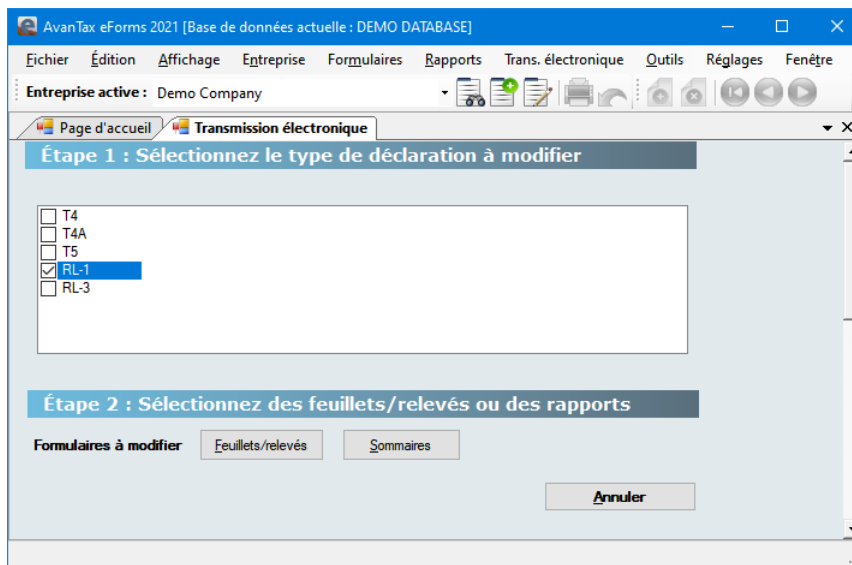 AvanTax eForms 2021 [Base de données actuelle : DEMO DATABASE]
Fichier Édition Affichage Entreprise Formulaires Rapports Trans. électronique Outils Réglages Fenêtre
Entreprise active : Demo Company
Page d'accueil Transmission électronique
Étape 1 : Sélectionnez le type de déclaration à modifier
T4
T4A
T5
RL-1
RL-3
Étape 2 : Sélectionnez des feuillets/relevés ou des rapports
Formulaires à modifier Feuillets/relevés Sommaires
Annuler